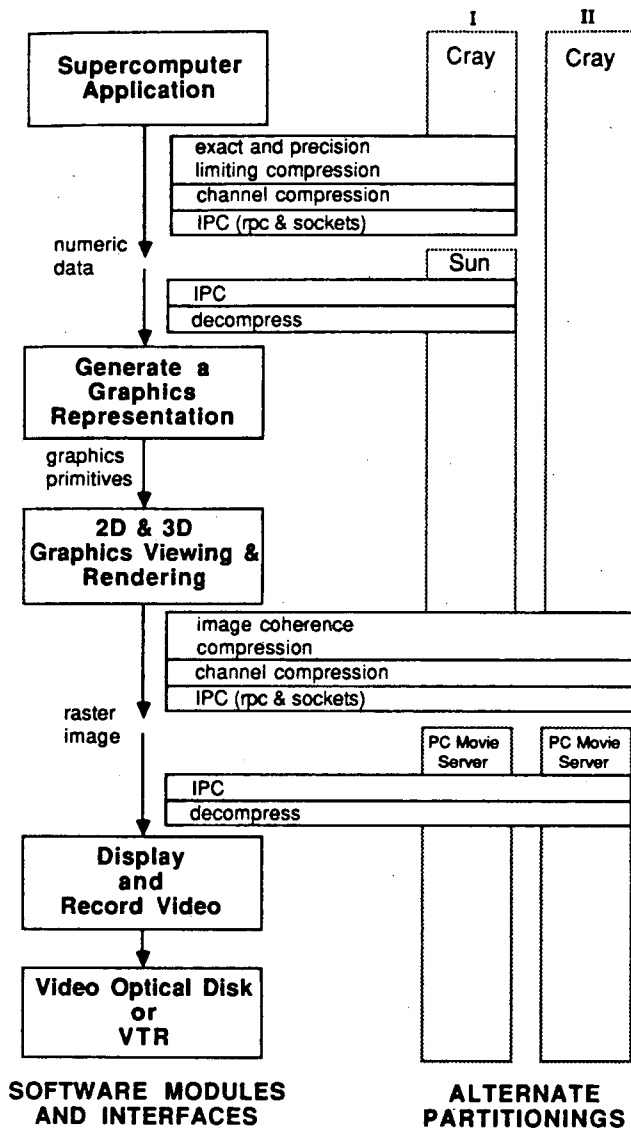 I
II
Supercomputer
Application
Cray
Cray
exact and precision
limiting compression
channel compression
IPC (rpc & sockets)
numeric
data
Sun
IPC
decompress
Generate a
Graphics
Representation
graphics
primitives
2D & 3D
Graphics Viewing &
Rendering
image coherence
compression
channel compression
IPC (rpc & sockets)
raster
image
PC Movie
Server
PC Movie
Server
IPC
decompress
Display
and
Record Video
Video Optical Disk
or
VTR
SOFTWARE MODULES
AND INTERFACES
ALTERNATE
PARTITIONINGS